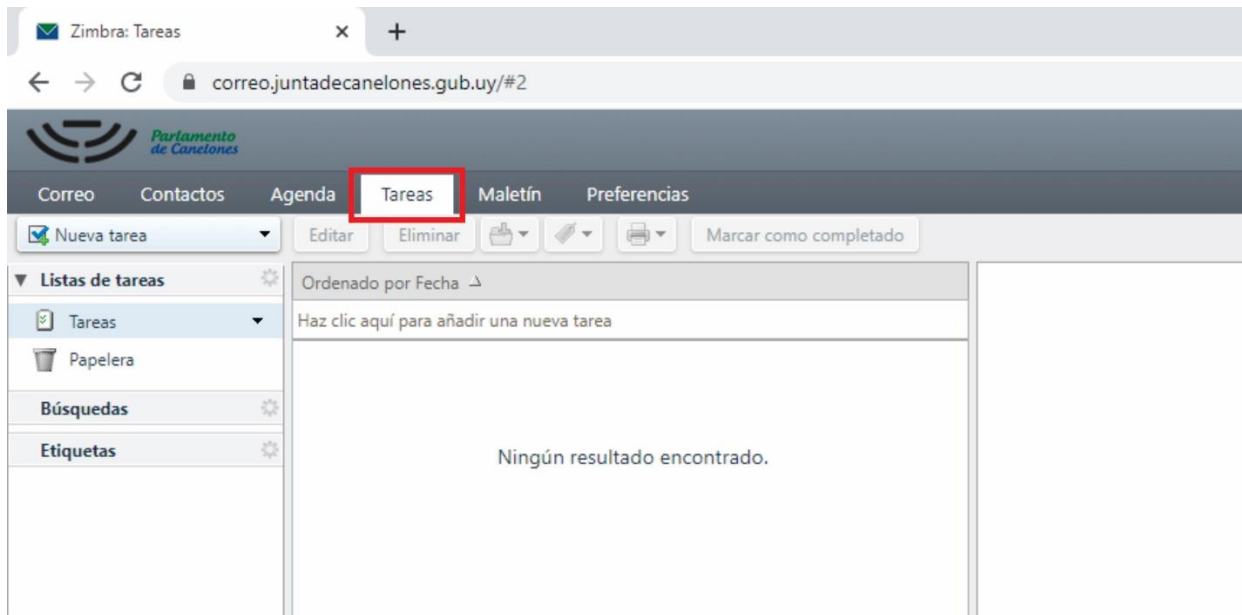 Zimbra: Tareas
correo.juntadecanelones.gub.uy/#2
Parlamento
de Canelones
Correo Contactos Agenda Tareas Maletín Preferencias
Nueva tarea Editar Eliminar Marcar como completado
Listas de tareas
Ordenado por Fecha
Tareas
Haz clic aquí para añadir una nueva tarea
Papelera
Búsquedas
Etiquetas
Ningún resultado encontrado.